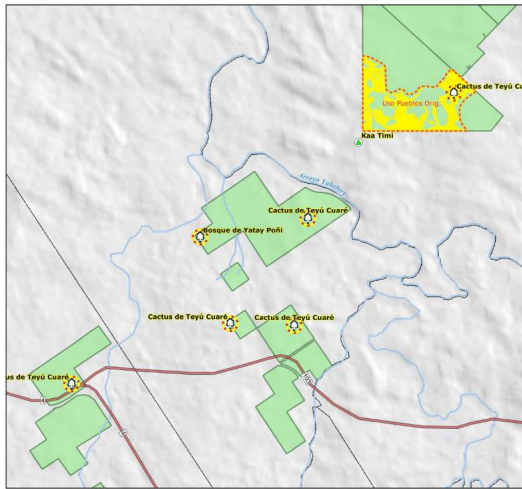 Cactus de Teyú Cu
Uso Pueblos Orig.
Kaa Timi
Arroyo Yabebiry
Cactus de Teyú Cuaré
Bosque de Yatay Poñi
Cactus de Teyú Cuaré
Cactus de Teyú Cuaré
us de Teyú Cuaré